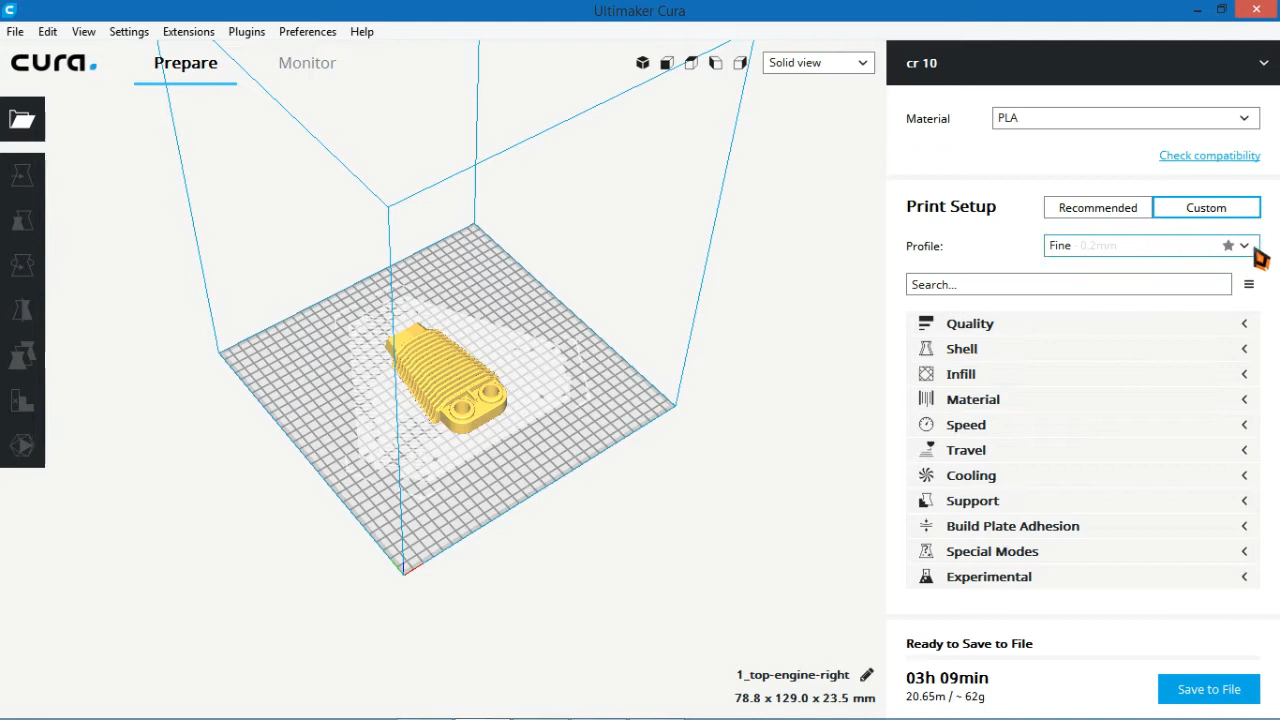 Ultimaker Cura
File Edit View Settings Extensions Plugins Preferences Help
cura.
Prepare Monitor
Solid view
cr 10
Material PLA
Check compatibility
Print Setup Recommended Custom
Profile: Fine - 0.2mm
Search...
Quality
Shell
Infill
Material
Speed
Travel
Cooling
Support
Build Plate Adhesion
Special Modes
Experimental
Ready to Save to File
1_top-engine-right
78.8 x 129.0 x 23.5 mm
03h 09min
20.65m / ~ 62g
Save to File